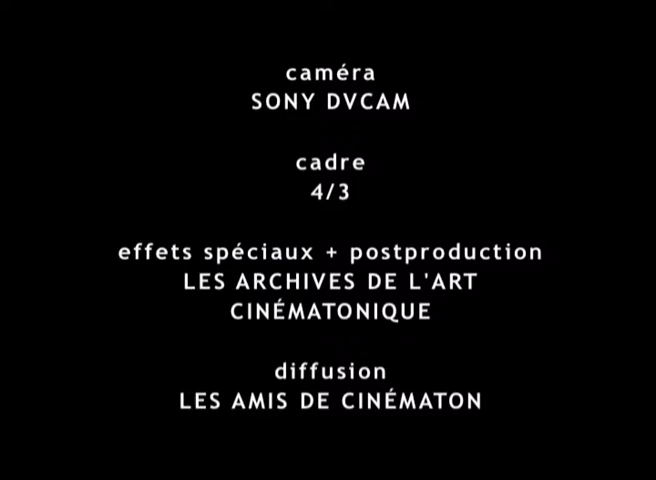 caméra
SONY DVCAM
cadre
4/3
effets spéciaux + postproduction
LES ARCHIVES DE L'ART
CINÉMATONIQUE
diffusion
LES AMIS DE CINÉMATON